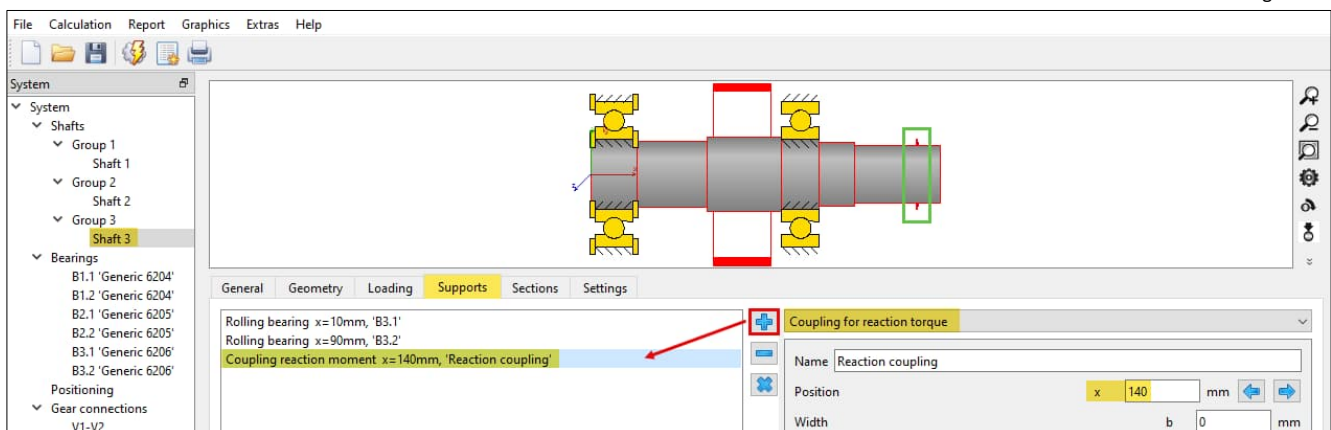 File Calculation Report Graphics Extras Help
System
System
Shafts
Group 1
Shaft 1
Group 2
Shaft 2
Group 3
Shaft 3
Bearings
B1.1 'Generic 6204'
B1.2 'Generic 6204'
B2.1 'Generic 6205'
B2.2 'Generic 6205'
B3.1 'Generic 6206'
B3.2 'Generic 6206'
Positioning
Gear connections
V1-V2
General Geometry Loading Supports Sections Settings
Rolling bearing x=10mm, 'B3.1'
Rolling bearing x=90mm, 'B3.2'
Coupling reaction moment x=140mm, 'Reaction coupling'
Coupling for reaction torque
Name Reaction coupling
Position x 140 mm
Width b 0 mm